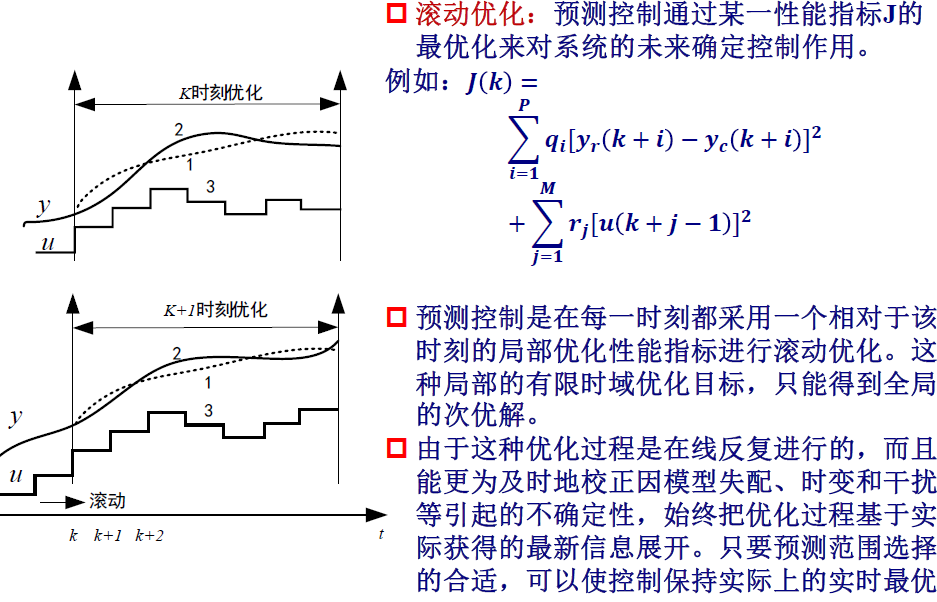 滚动优化：预测控制通过某一性能指标J的
最优化来对系统的未来确定控制作用。
例如：J(k) =
P
∑ qᵢ[yᵣ(k + i) − y_c(k + i)]²
i=1
M
+ ∑ rⱼ[u(k + j − 1)]²
j=1
预测控制是在每一时刻都采用一个相对于该
时刻的局部优化性能指标进行滚动优化。这
种局部的有限时域优化目标，只能得到全局
的次优解。
由于这种优化过程是在线反复进行的，而且
能更为及时地校正因模型失配、时变和干扰
等引起的不确定性，始终把优化过程基于实
际获得的最新信息展开。只要预测范围选择
的合适，可以使控制保持实际上的实时最优
K时刻优化
2
1
3
y
u
K+1时刻优化
2
1
3
y
u
滚动
k k+1 k+2
t